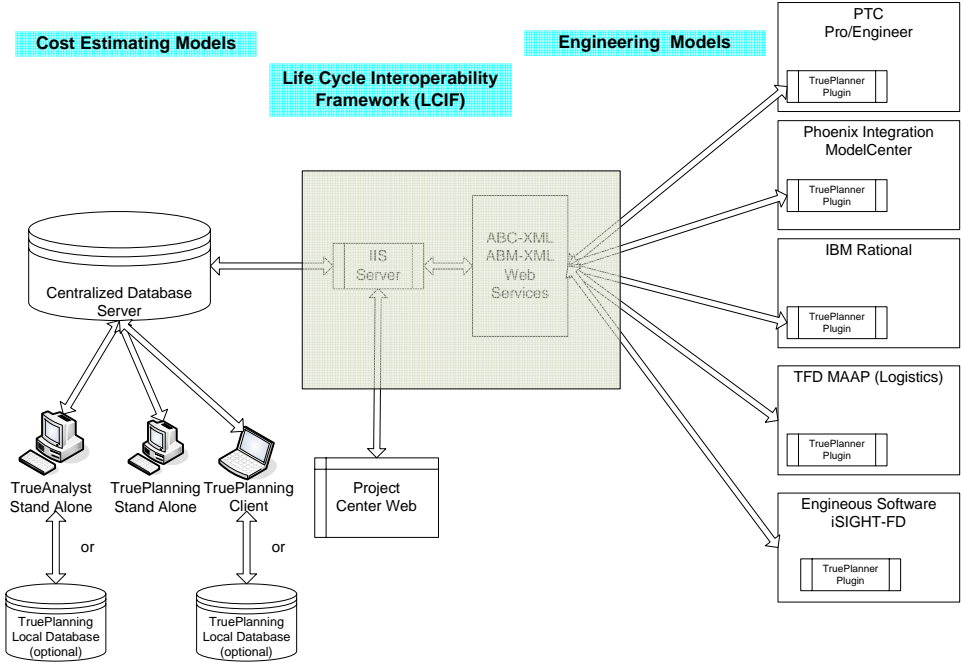 Cost Estimating Models
Life Cycle Interoperability
Framework (LCIF)
Engineering Models
PTC
Pro/Engineer
TruePlanner
Plugin
Phoenix Integration
ModelCenter
TruePlanner
Plugin
IBM Rational
TruePlanner
Plugin
TFD MAAP (Logistics)
TruePlanner
Plugin
Engineous Software
iSIGHT-FD
TruePlanner
Plugin
IIS
Server
ABC-XML
ABM-XML
Web
Services
Centralized Database
Server
TrueAnalyst
Stand Alone
TruePlanning
Stand Alone
TruePlanning
Client
Project
Center Web
or
or
TruePlanning
Local Database
(optional)
TruePlanning
Local Database
(optional)